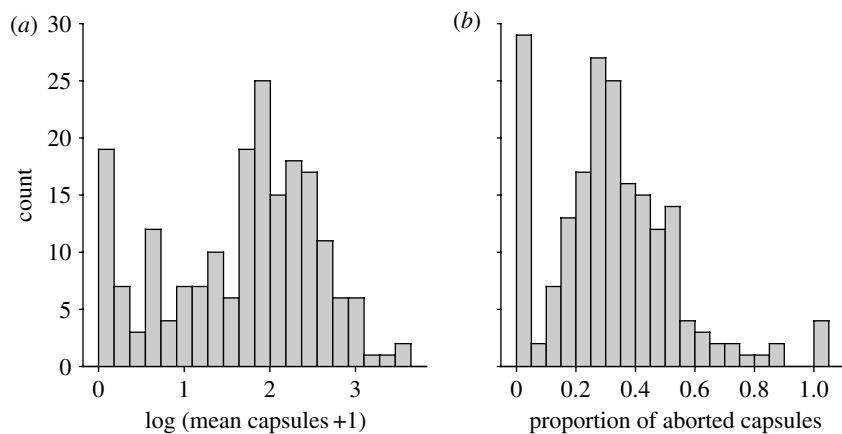 (a)
30
25
20
15
10
5
0
count
0 1 2 3
log (mean capsules +1)
(b)
0 0.2 0.4 0.6 0.8 1.0
proportion of aborted capsules